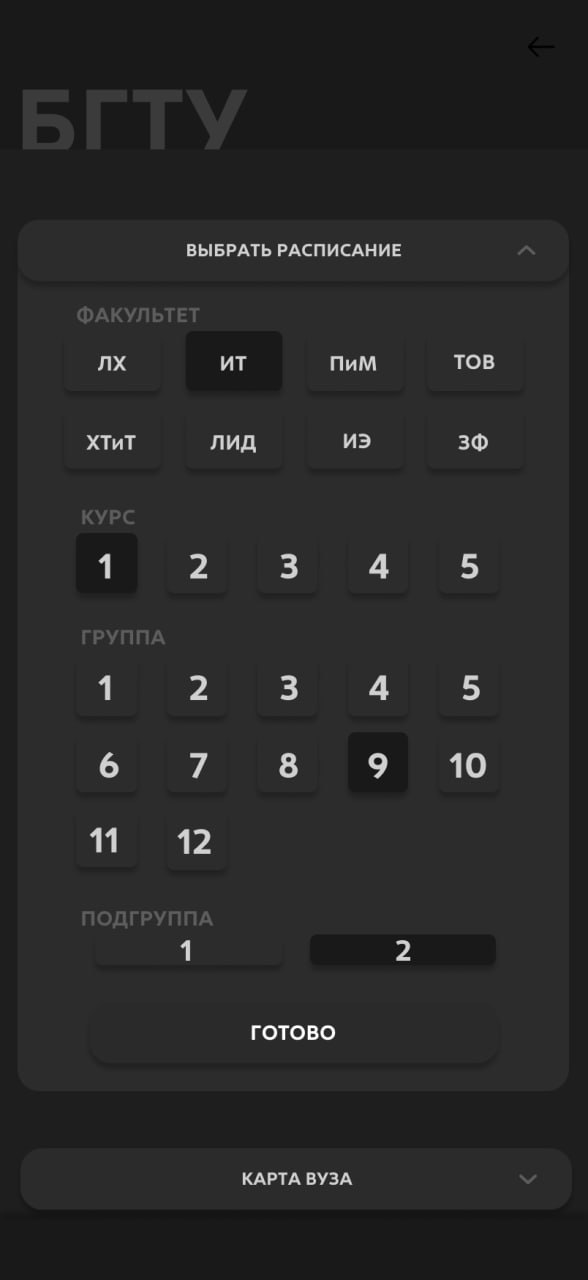 БГТУ
ВЫБРАТЬ РАСПИСАНИЕ
ФАКУЛЬТЕТ
ЛХ ИТ ПиМ ТОВ
ХТиТ ЛИД ИЭ ЗФ
КУРС
1 2 3 4 5
ГРУППА
1 2 3 4 5
6 7 8 9 10
11 12
ПОДГРУППА
1 2
ГОТОВО
КАРТА ВУЗА